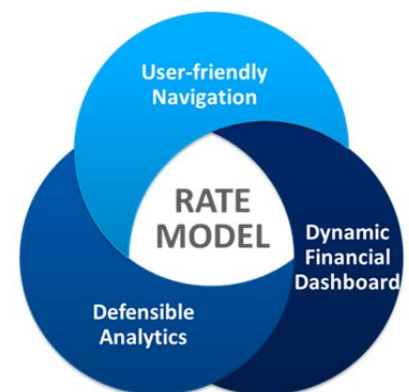 User-friendly
Navigation
RATE
MODEL
Dynamic
Financial
Dashboard
Defensible
Analytics